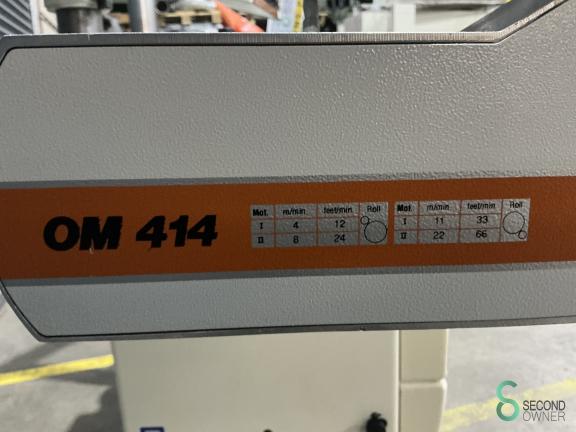 OM 414
Mot. m/min. feet/min. Roll
I 4 12
II 8 24
Mot. m/min. feet/min. Roll
I 11 33
II 22 66
SECOND
OWNER